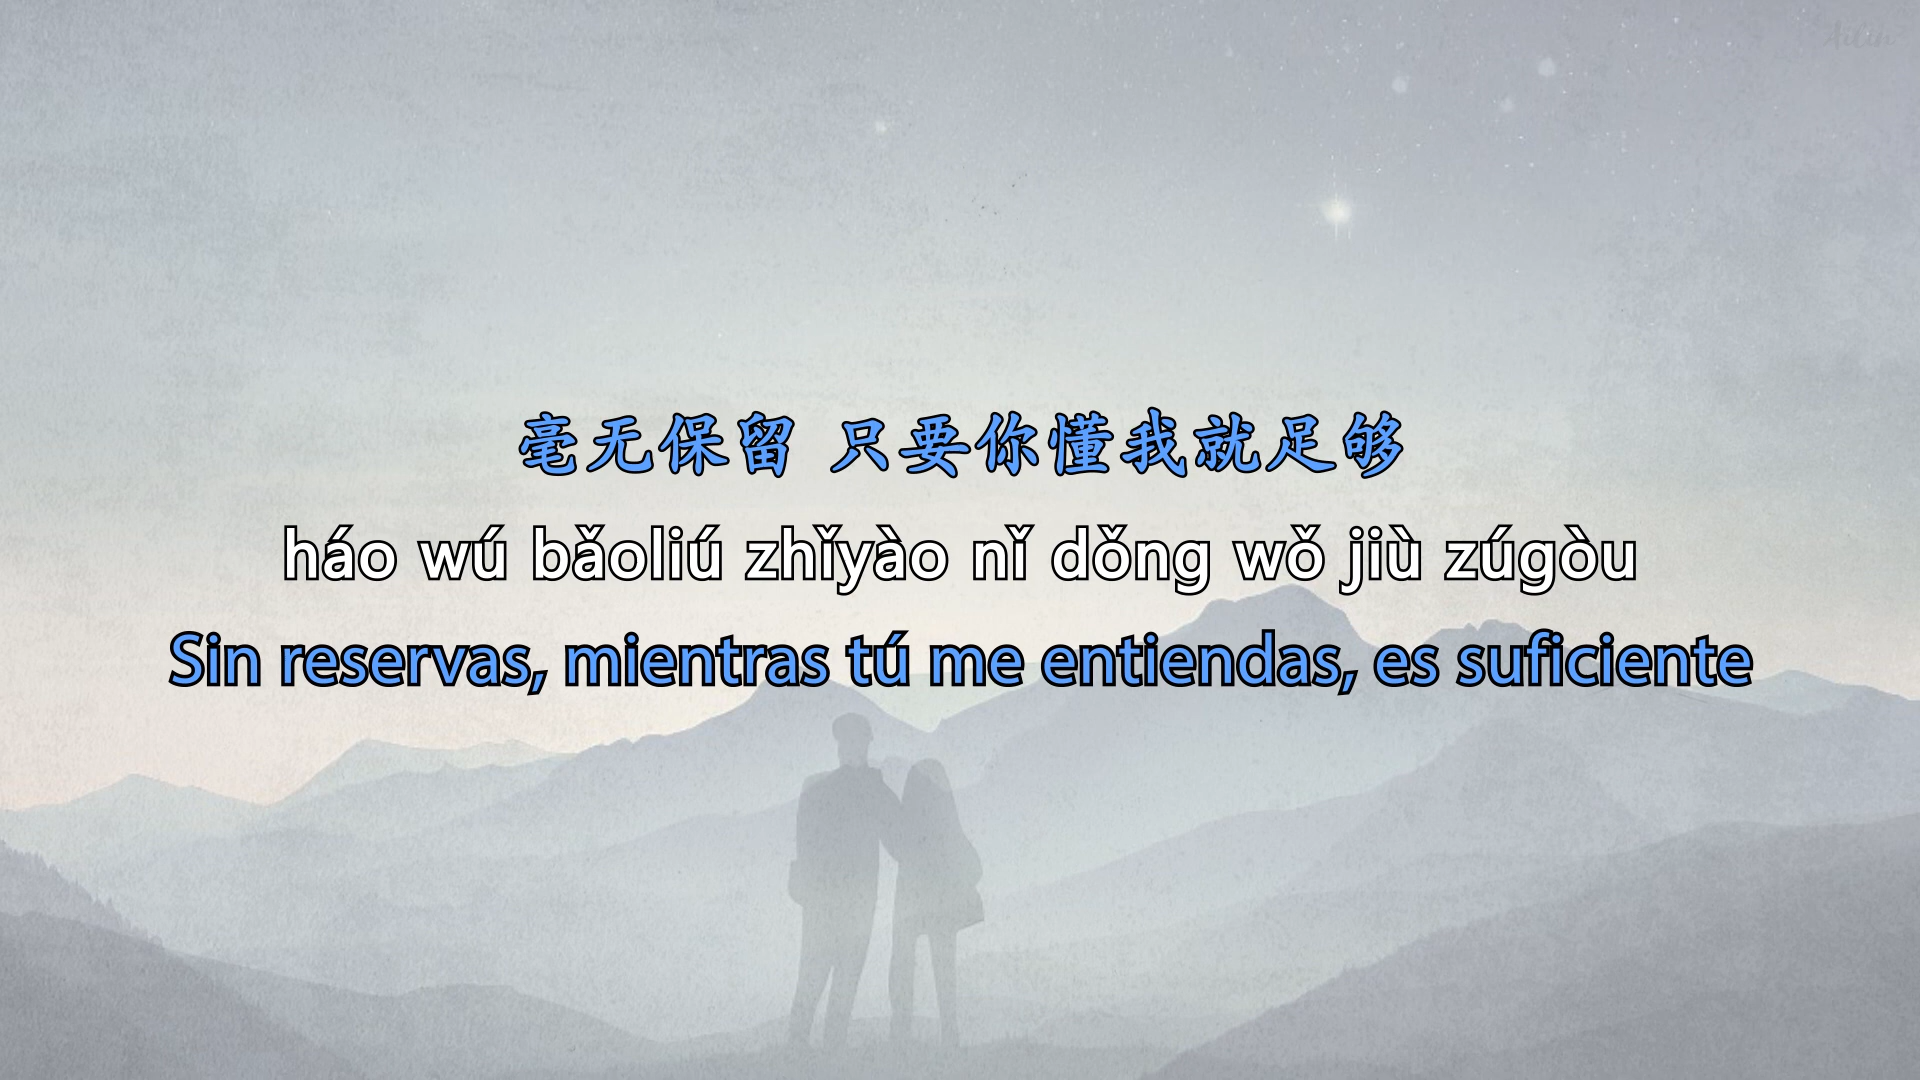 Ailin
毫无保留 只要你懂我就足够
háo wú bǎoliú zhǐyào nǐ dǒng wǒ jiù zúgòu
Sin reservas, mientras tú me entiendas, es suficiente